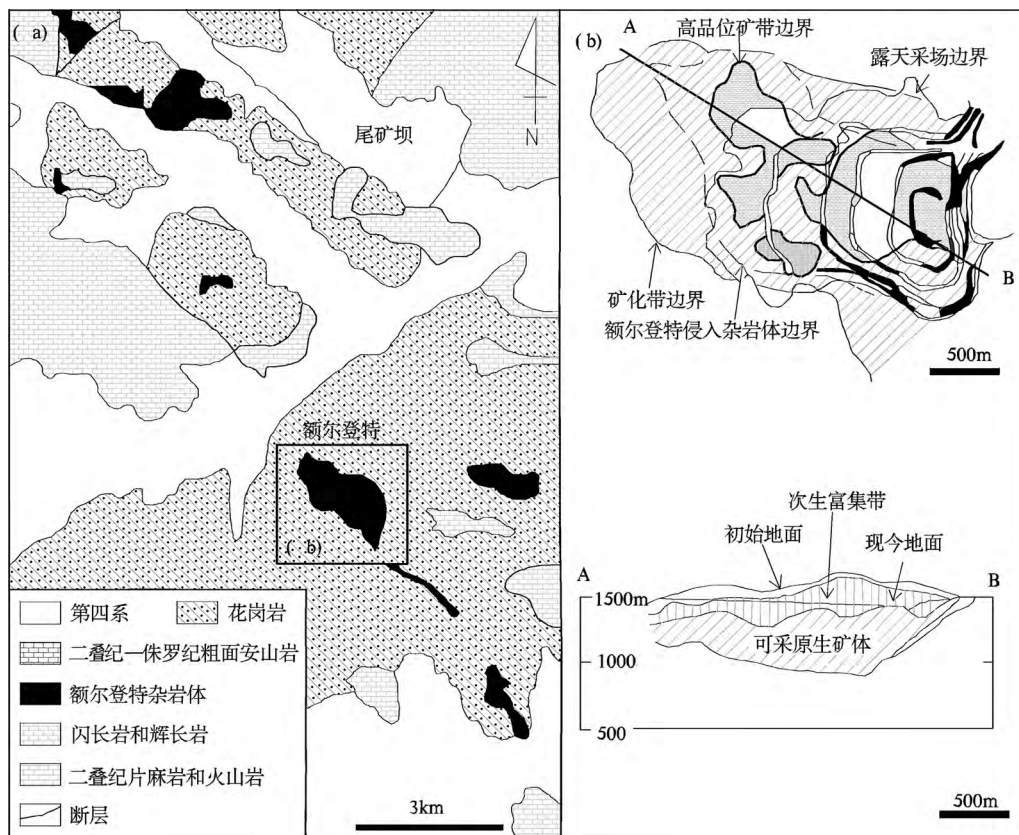 ( a)
N
尾矿坝
额尔登特
( b)
第四系
花岗岩
二叠纪一侏罗纪粗面安山岩
额尔登特杂岩体
闪长岩和辉长岩
二叠纪片麻岩和火山岩
断层
3km
( b)
A
高品位矿带边界
露天采场边界
矿化带边界
额尔登特侵入杂岩体边界
B
500m
次生富集带
初始地面
现今地面
A
B
1500m
可采原生矿体
1000
500
500m